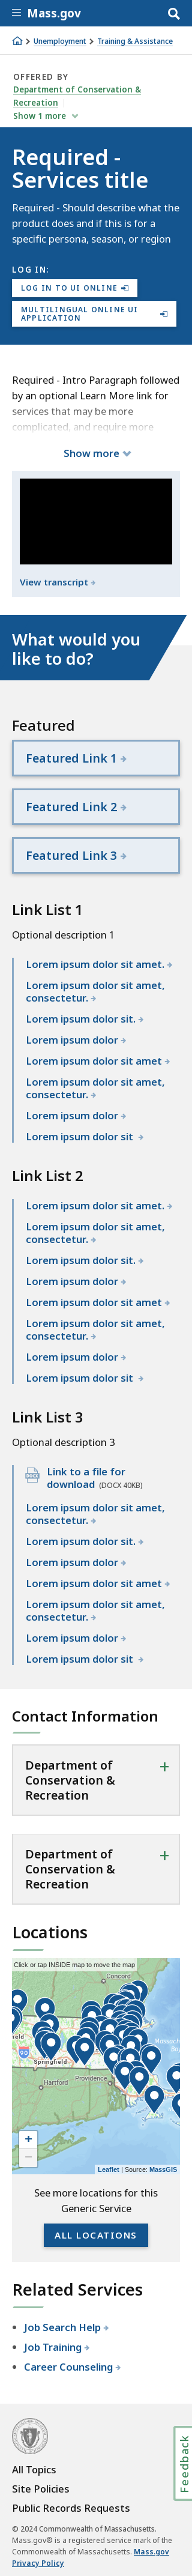 Mass.gov
Unemployment Training & Assistance
OFFERED BY
Department of Conservation &
Recreation
Show 1 more
Required -
Services title
Required - Should describe what the
product does and if this is for a
specific persona, season, or region
LOG IN:
LOG IN TO UI ONLINE
MULTILINGUAL ONLINE UI
APPLICATION
Required - Intro Paragraph followed
by an optional Learn More link for
services that may be more
complicated, and require more
Show more
View transcript
What would you
like to do?
Featured
Featured Link 1
Featured Link 2
Featured Link 3
Link List 1
Optional description 1
Lorem ipsum dolor sit amet.
Lorem ipsum dolor sit amet,
consectetur.
Lorem ipsum dolor sit.
Lorem ipsum dolor
Lorem ipsum dolor sit amet
Lorem ipsum dolor sit amet,
consectetur.
Lorem ipsum dolor
Lorem ipsum dolor sit
Link List 2
Lorem ipsum dolor sit amet.
Lorem ipsum dolor sit amet,
consectetur.
Lorem ipsum dolor sit.
Lorem ipsum dolor
Lorem ipsum dolor sit amet
Lorem ipsum dolor sit amet,
consectetur.
Lorem ipsum dolor
Lorem ipsum dolor sit
Link List 3
Optional description 3
Link to a file for
download (DOCX 40KB)
Lorem ipsum dolor sit amet,
consectetur.
Lorem ipsum dolor sit.
Lorem ipsum dolor
Lorem ipsum dolor sit amet
Lorem ipsum dolor sit amet,
consectetur.
Lorem ipsum dolor
Lorem ipsum dolor sit
Contact Information
Department of
Conservation &
Recreation
+
Department of
Conservation &
Recreation
+
Locations
Click or tap INSIDE map to move the map
Concord
Springfield
Hartford
Providence
+
−
Leaflet | Source: MassGIS
See more locations for this
Generic Service
ALL LOCATIONS
Related Services
Job Search Help
Job Training
Career Counseling
Feedback
All Topics
Site Policies
Public Records Requests
© 2024 Commonwealth of Massachusetts.
Mass.gov® is a registered service mark of the
Commonwealth of Massachusetts. Mass.gov
Privacy Policy